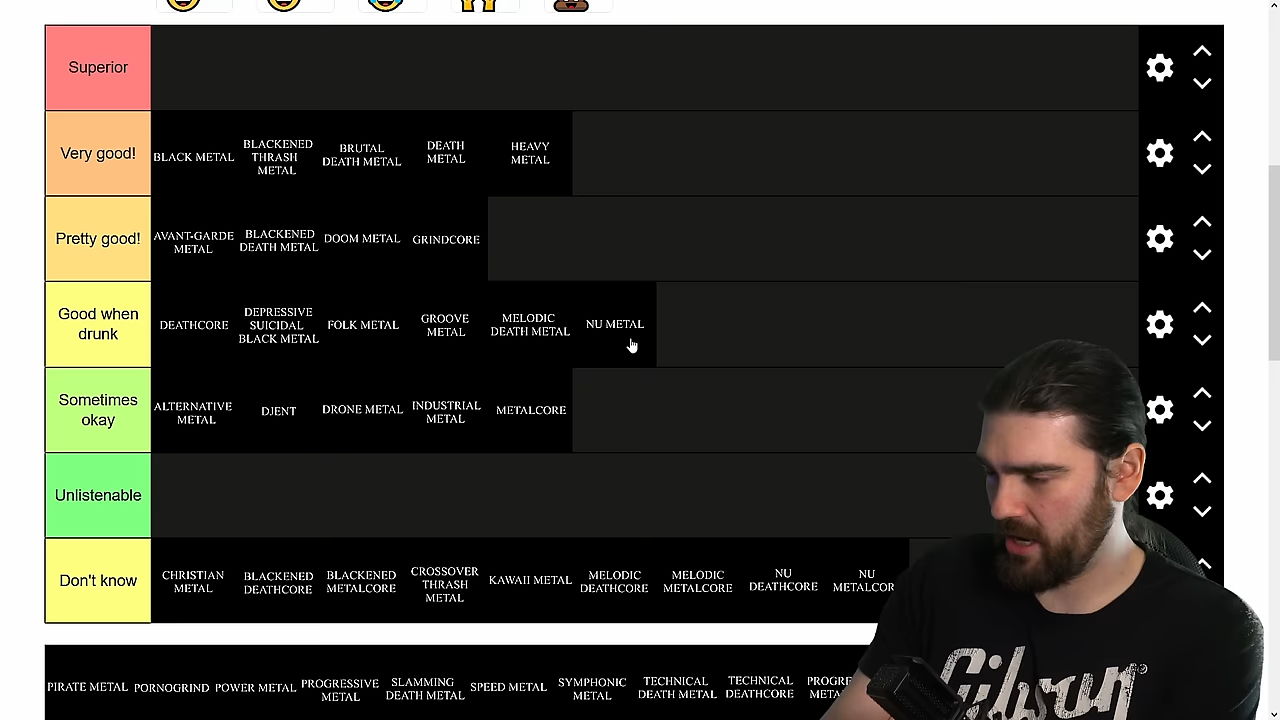 Superior
Very good!
BLACK METAL
BLACKENED
THRASH
METAL
BRUTAL
DEATH METAL
DEATH
METAL
HEAVY
METAL
Pretty good!
AVANT-GARDE
METAL
BLACKENED
DEATH METAL
DOOM METAL
GRINDCORE
Good when
drunk
DEATHCORE
DEPRESSIVE
SUICIDAL
BLACK METAL
FOLK METAL
GROOVE
METAL
MELODIC
DEATH METAL
NU METAL
Sometimes
okay
ALTERNATIVE
METAL
DJENT
DRONE METAL
INDUSTRIAL
METAL
METALCORE
Unlistenable
Don't know
CHRISTIAN
METAL
BLACKENED
DEATHCORE
BLACKENED
METALCORE
CROSSOVER
THRASH
METAL
KAWAII METAL
MELODIC
DEATHCORE
MELODIC
METALCORE
NU
DEATHCORE
NU
METALCOR
PIRATE METAL
PORNOGRIND
POWER METAL
PROGRESSIVE
METAL
SLAMMING
DEATH METAL
SPEED METAL
SYMPHONIC
METAL
TECHNICAL
DEATH METAL
TECHNICAL
DEATHCORE
Gibson